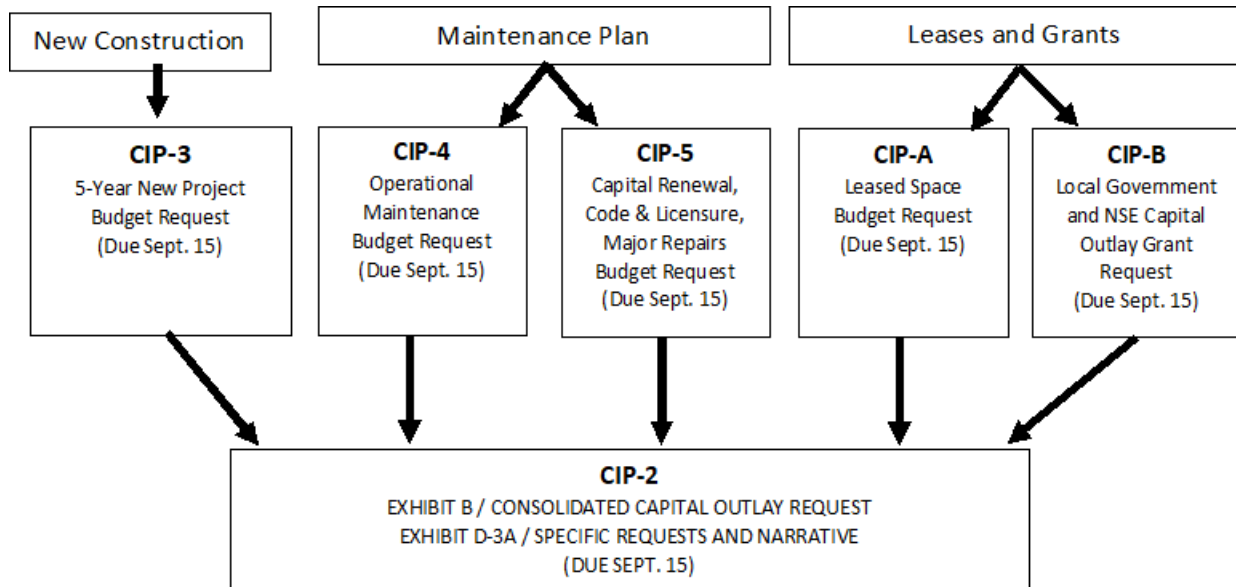 New Construction
Maintenance Plan
Leases and Grants
CIP-3
5-Year New Project
Budget Request
(Due Sept. 15)
CIP-4
Operational
Maintenance
Budget Request
(Due Sept. 15)
CIP-5
Capital Renewal,
Code & Licensure,
Major Repairs
Budget Request
(Due Sept. 15)
CIP-A
Leased Space
Budget Request
(Due Sept. 15)
CIP-B
Local Government
and NSE Capital
Outlay Grant
Request
(Due Sept. 15)
CIP-2
EXHIBIT B / CONSOLIDATED CAPITAL OUTLAY REQUEST
EXHIBIT D-3A / SPECIFIC REQUESTS AND NARRATIVE
(DUE SEPT. 15)